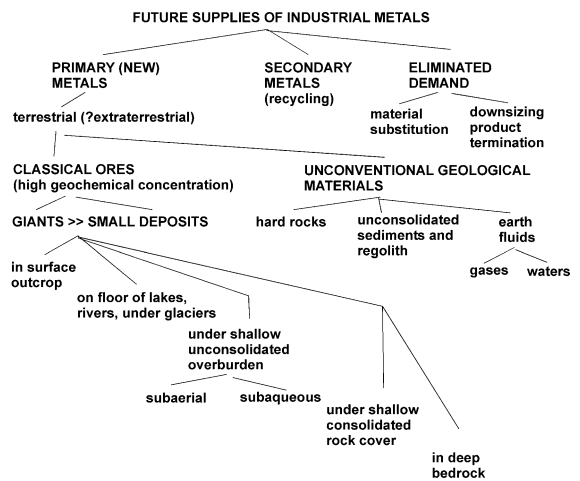 FUTURE SUPPLIES OF INDUSTRIAL METALS
PRIMARY (NEW)
METALS
SECONDARY
METALS
(recycling)
ELIMINATED
DEMAND
terrestrial (?extraterrestrial)
material
substitution
downsizing
product
termination
CLASSICAL ORES
(high geochemical concentration)
UNCONVENTIONAL GEOLOGICAL
MATERIALS
GIANTS >> SMALL DEPOSITS
hard rocks
unconsolidated
sediments and
regolith
earth
fluids
gases
waters
in surface
outcrop
on floor of lakes,
rivers, under glaciers
under shallow
unconsolidated
overburden
subaerial
subaqueous
under shallow
consolidated
rock cover
in deep
bedrock